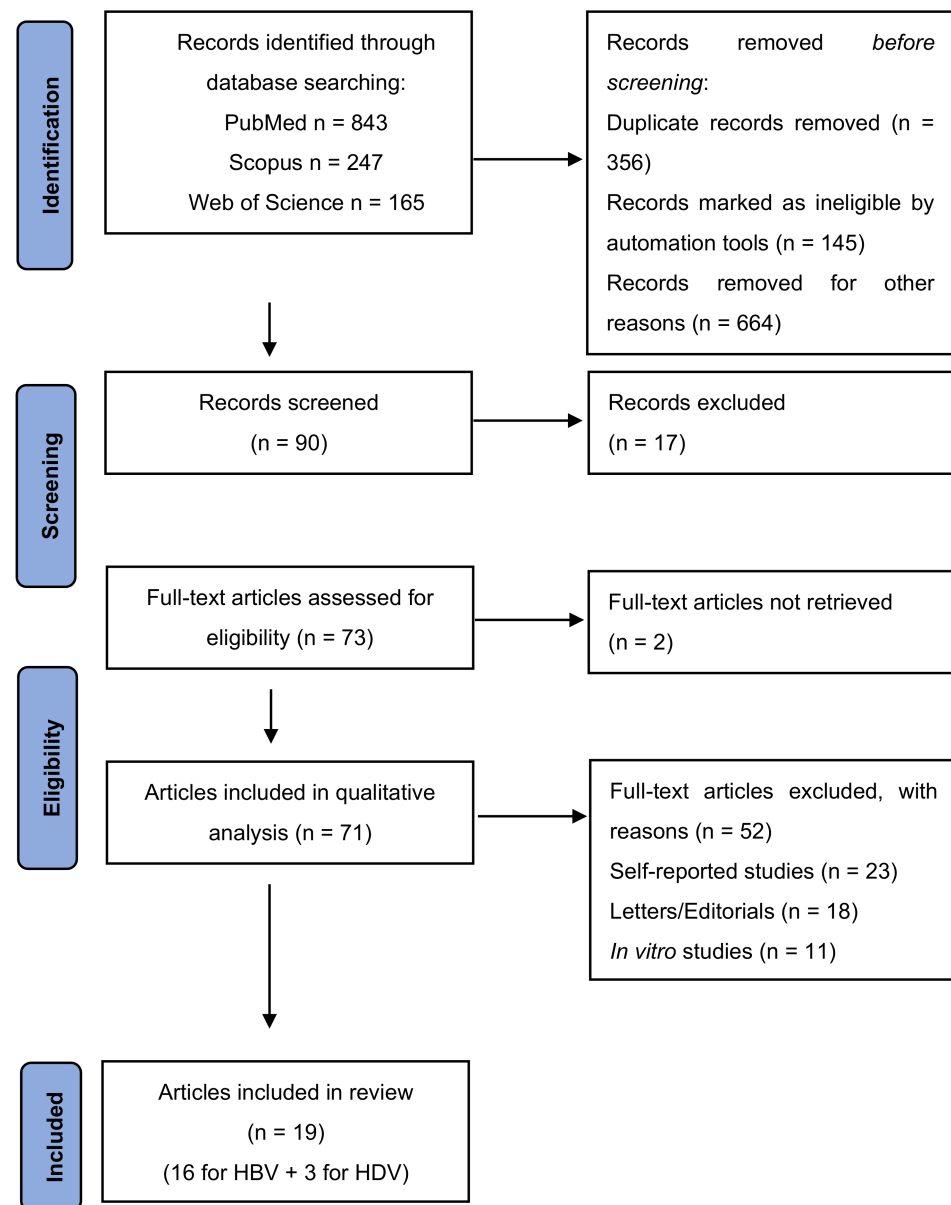 Identification
Records identified through
database searching:
PubMed n = 843
Scopus n = 247
Web of Science n = 165
Records removed before
screening:
Duplicate records removed (n =
356)
Records marked as ineligible by
automation tools (n = 145)
Records removed for other
reasons (n = 664)
Screening
Records screened
(n = 90)
Records excluded
(n = 17)
Full-text articles assessed for
eligibility (n = 73)
Full-text articles not retrieved
(n = 2)
Eligibility
Articles included in qualitative
analysis (n = 71)
Full-text articles excluded, with
reasons (n = 52)
Self-reported studies (n = 23)
Letters/Editorials (n = 18)
In vitro studies (n = 11)
Included
Articles included in review
(n = 19)
(16 for HBV + 3 for HDV)